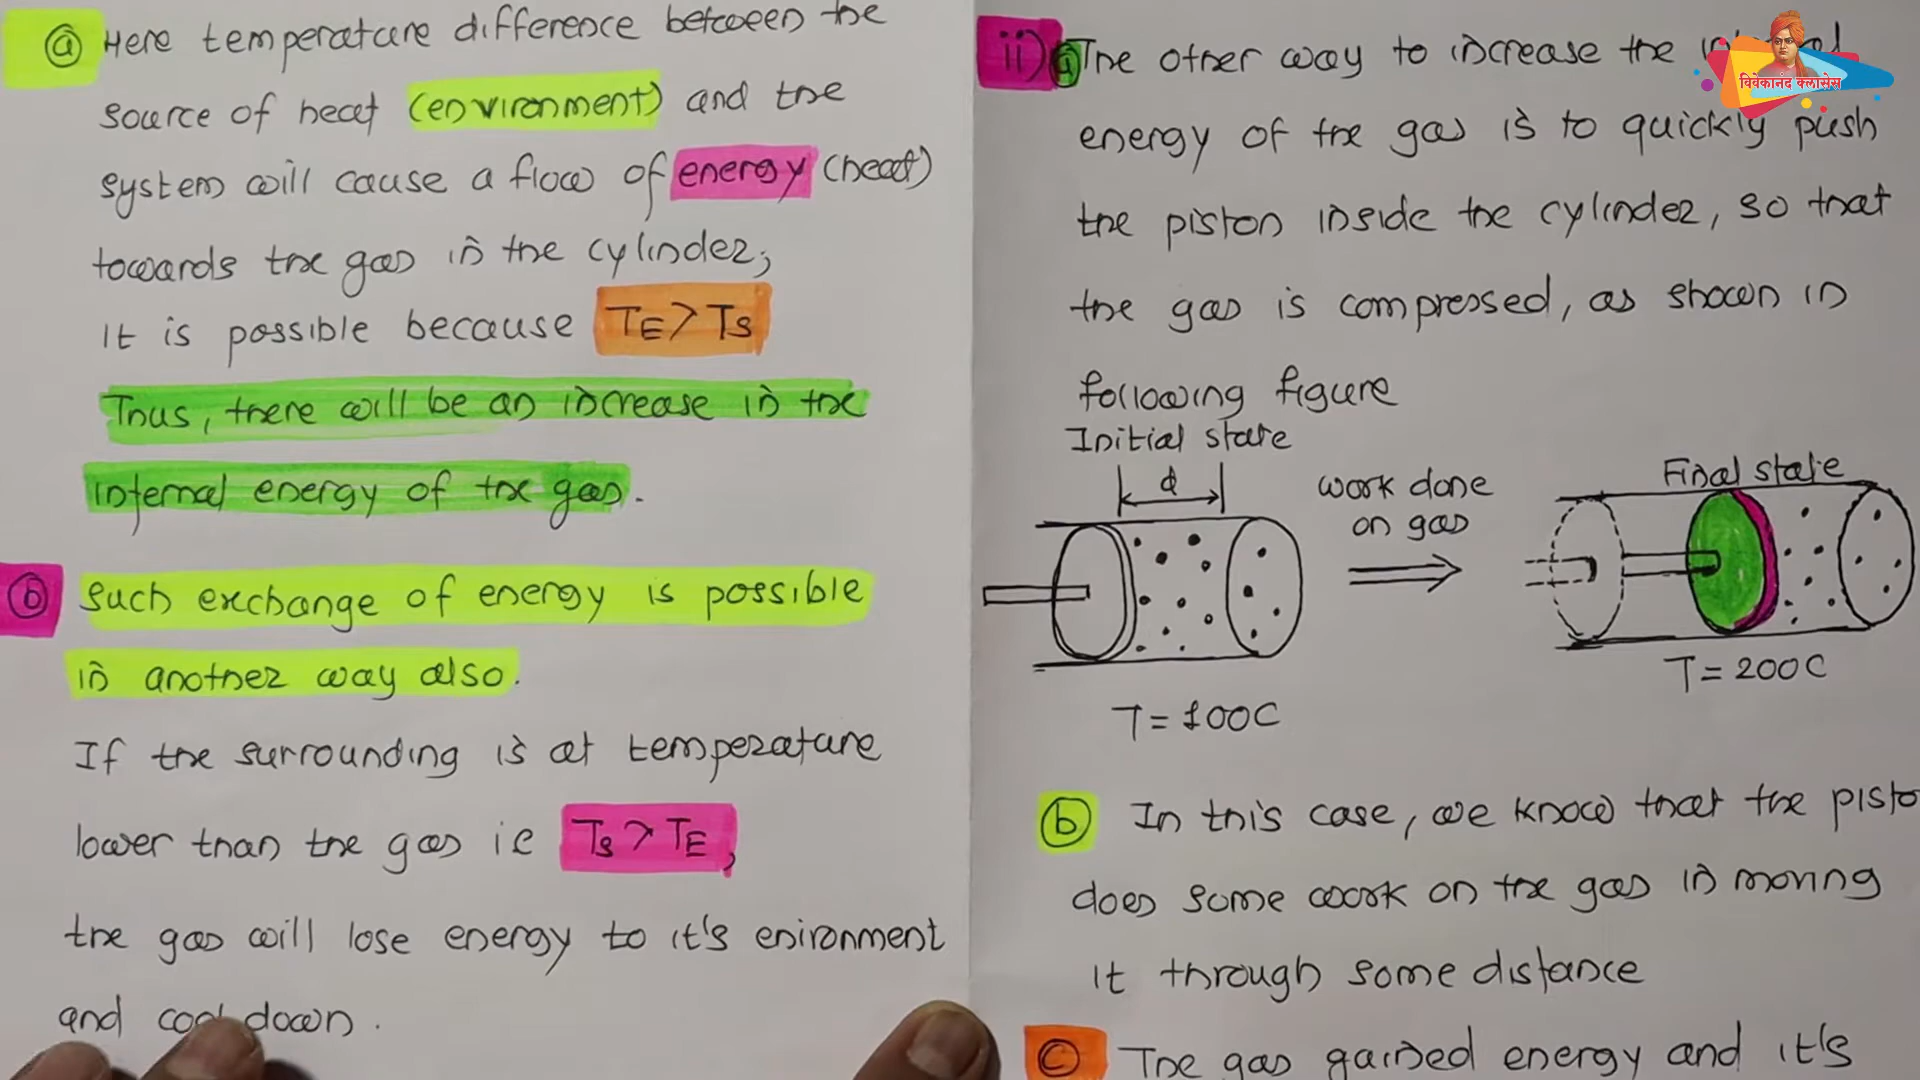 a Here temperature difference between the
source of heat (environment) and the
system will cause a flow of energy (heat)
towards the gas in the cylinder;
It is possible because TE > TS
Thus, there will be an increase in the
internal energy of the gas.
b Such exchange of energy is possible
in another way also.
If the surrounding is at temperature
lower than the gas ie Ts > TE,
the gas will lose energy to it's enironment
and cool down.
ii) a The other way to increase the
विवेकानंद क्लासेस
energy of the gas is to quickly push
the piston inside the cylinder, so that
the gas is compressed, as shown in
following figure
Initial state
d
work done
on gas
Final state
T = 100C
T = 200C
b In this case, we know that the pisto
does some work on the gas in moving
it through some distance
c The gas gained energy and it's